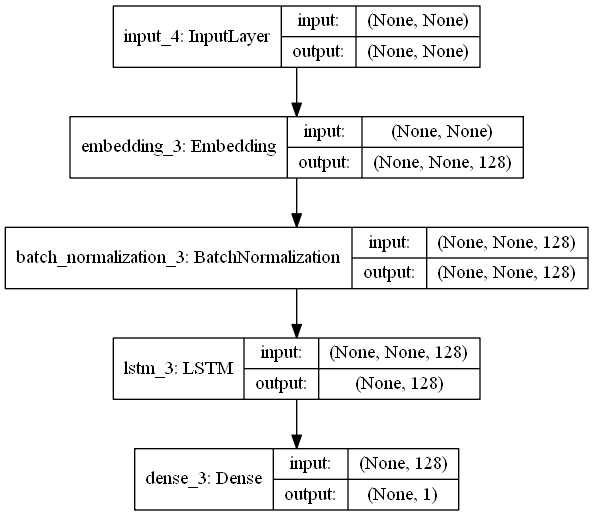 input_4: InputLayer
input: (None, None)
output: (None, None)
embedding_3: Embedding
input: (None, None)
output: (None, None, 128)
batch_normalization_3: BatchNormalization
input: (None, None, 128)
output: (None, None, 128)
lstm_3: LSTM
input: (None, None, 128)
output: (None, 128)
dense_3: Dense
input: (None, 128)
output: (None, 1)